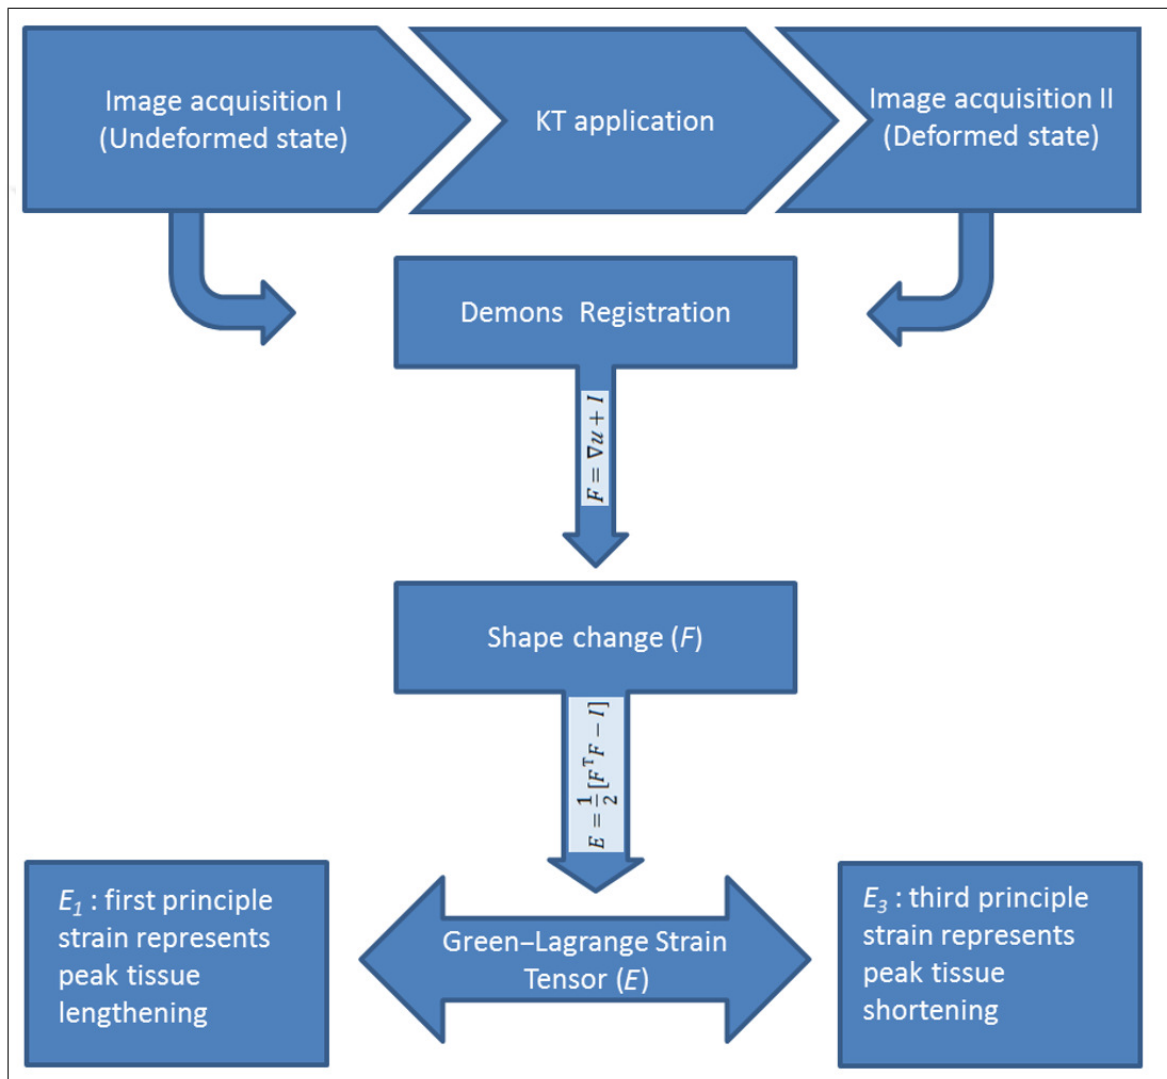 Image acquisition I
(Undeformed state)
KT application
Image acquisition II
(Deformed state)
Demons Registration
F = ∇u + I
Shape change (F)
E = 1/2 [FᵀF − I]
E₁ : first principle
strain represents
peak tissue
lengthening
Green–Lagrange Strain
Tensor (E)
E₃ : third principle
strain represents
peak tissue
shortening